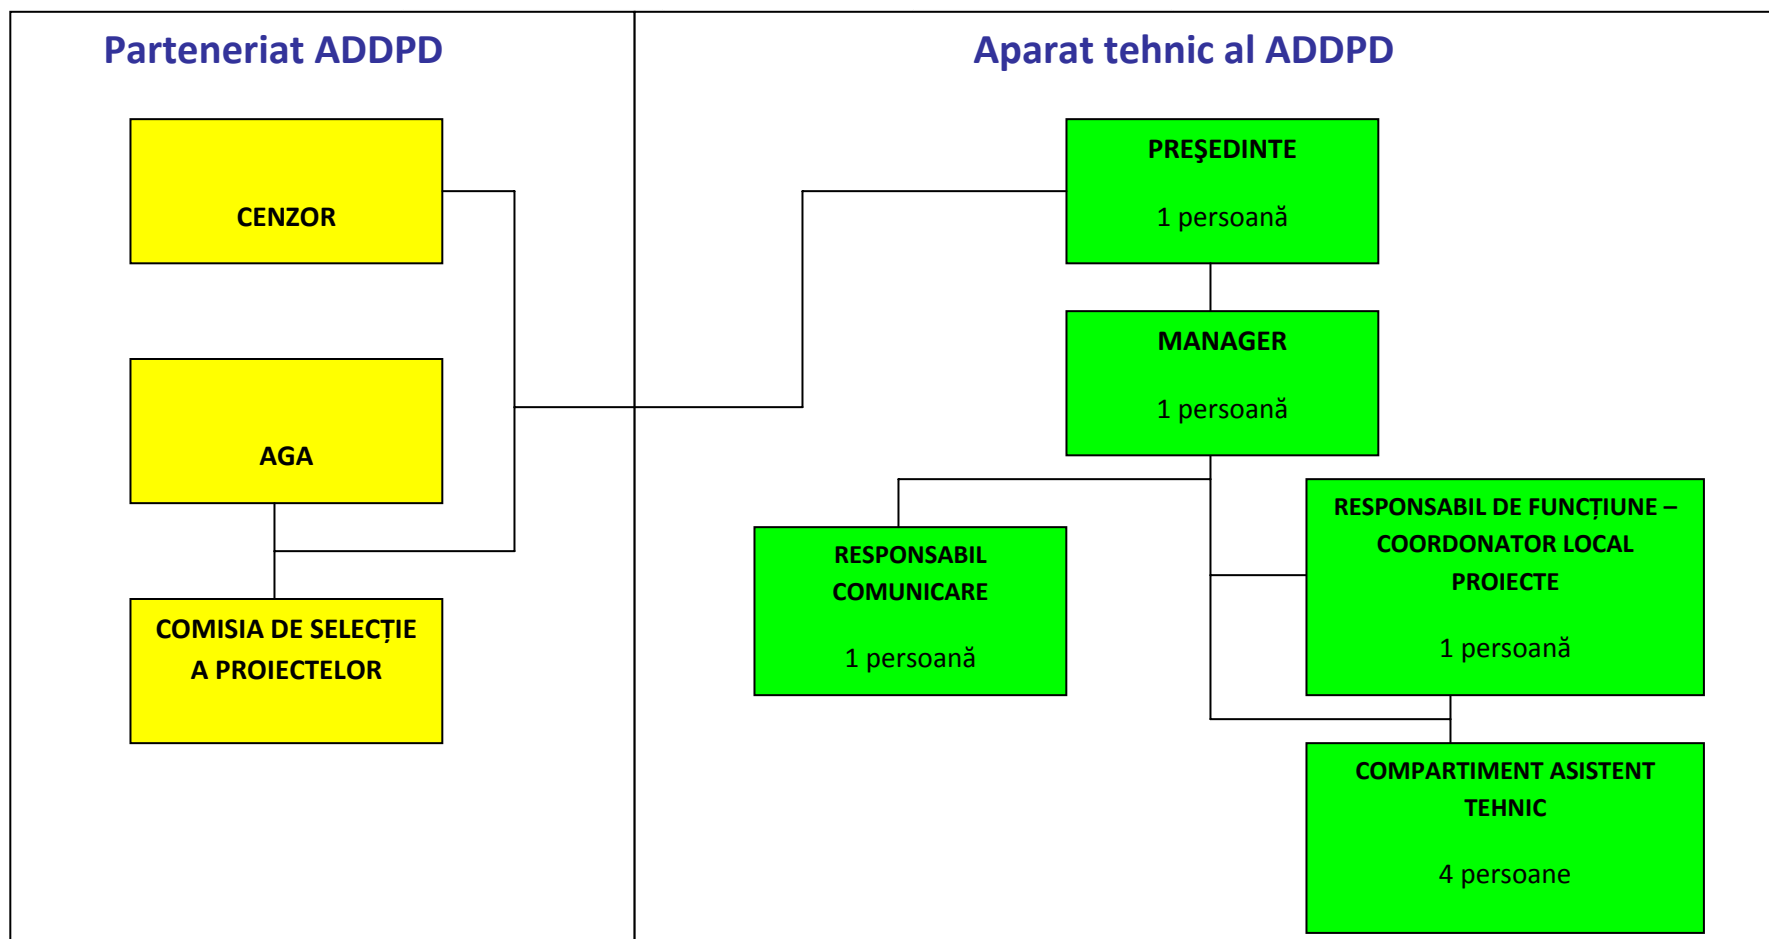 Parteneriat ADDPD
CENZOR
AGA
COMISIA DE SELECȚIE
A PROIECTELOR
Aparat tehnic al ADDPD
PREŞEDINTE
1 persoană
MANAGER
1 persoană
RESPONSABIL
COMUNICARE
1 persoană
RESPONSABIL DE FUNCȚIUNE –
COORDONATOR LOCAL
PROIECTE
1 persoană
COMPARTIMENT ASISTENT
TEHNIC
4 persoane